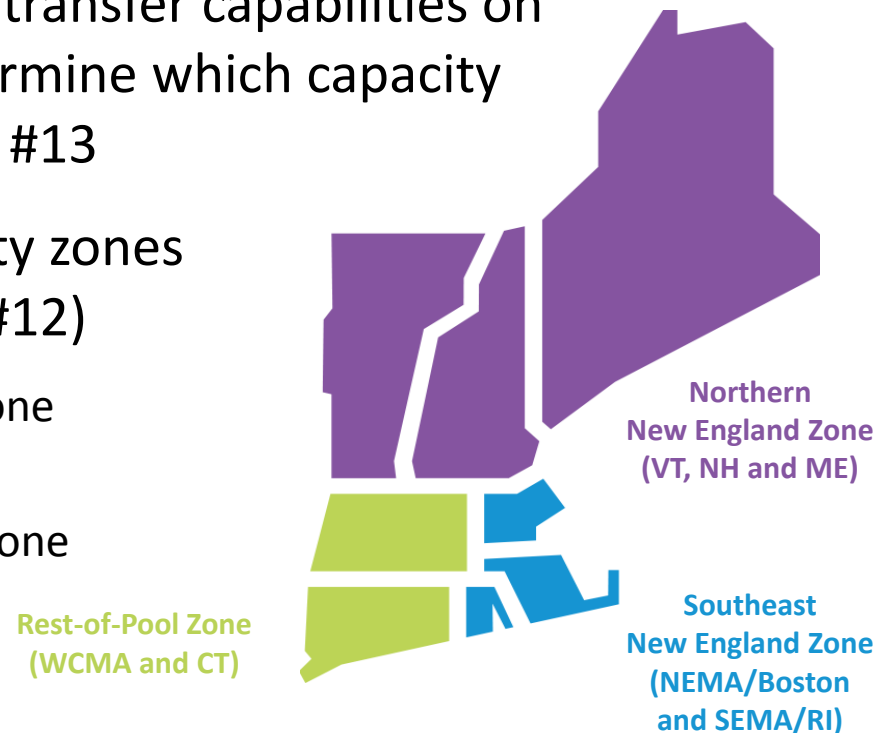 transfer capabilities on
rmine which capacity
#13
ty zones
#12)
one
one
Northern
New England Zone
(VT, NH and ME)
Rest-of-Pool Zone
(WCMA and CT)
Southeast
New England Zone
(NEMA/Boston
and SEMA/RI)